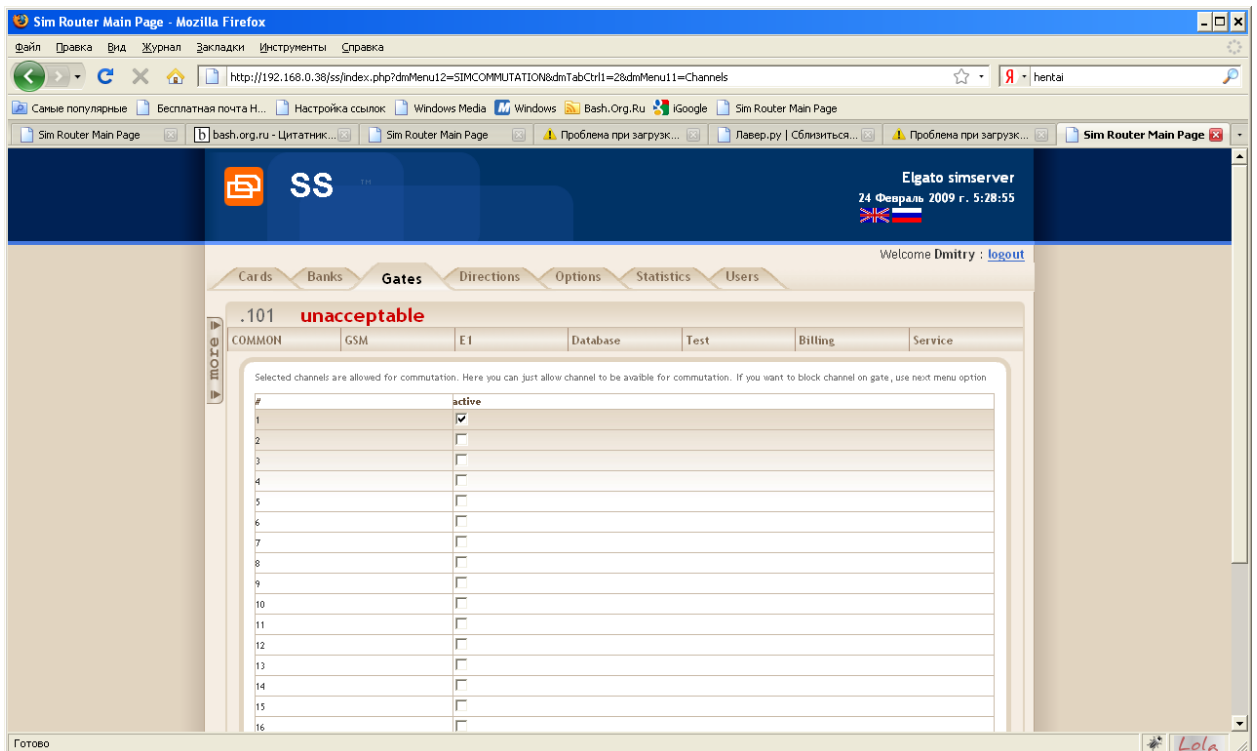 Sim Router Main Page - Mozilla Firefox
Файл Правка Вид Журнал Закладки Инструменты Справка
http://192.168.0.38/ss/index.php?dmMenu12=SIMCOMMUTATION&dmTabCtrl1=2&dmMenu11=Channels
Я hentai
Самые популярные Бесплатная почта H... Настройка ссылок Windows Media Windows Bash.Org.Ru iGoogle Sim Router Main Page
Sim Router Main Page bash.org.ru - Цитатник... Sim Router Main Page Проблема при загрузк... Лавер.ру | Сблизиться... Проблема при загрузк... Sim Router Main Page
SS TM
Elgato simserver
24 Февраль 2009 г. 5:28:55
Welcome Dmitry : logout
Cards Banks Gates Directions Options Statistics Users
.101 unacceptable
more
COMMON GSM E1 Database Test Billing Service
Selected channels are allowed for commutation. Here you can just allow channel to be avaible for commutation. If you want to block channel on gate, use next menu option
# active
1
2
3
4
5
6
7
8
9
10
11
12
13
14
15
16
Готово
Lola